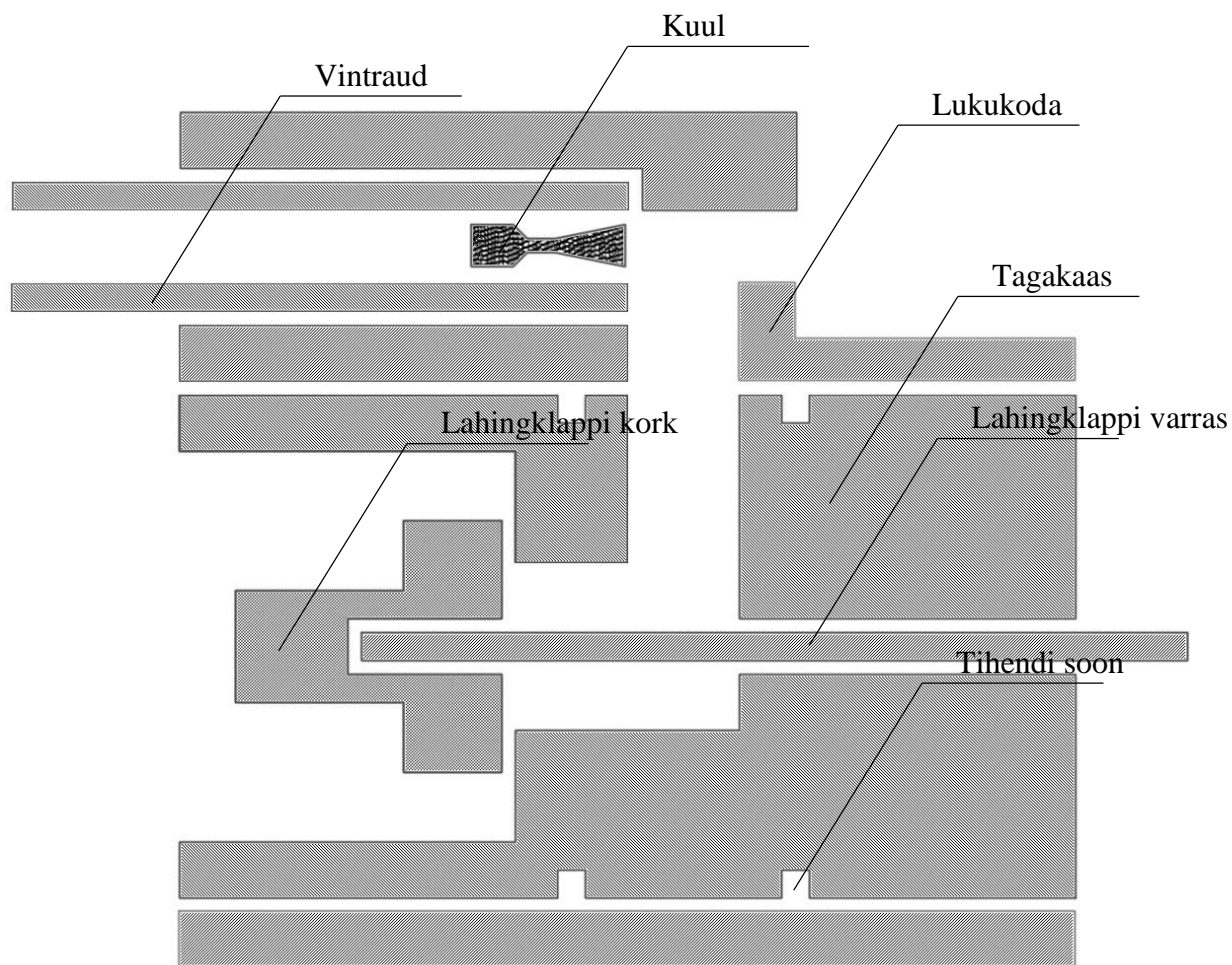 Kuul
Vintraud
Lukukoda
Tagakaas
Lahingklappi kork
Lahingklappi varras
Tihendi soon